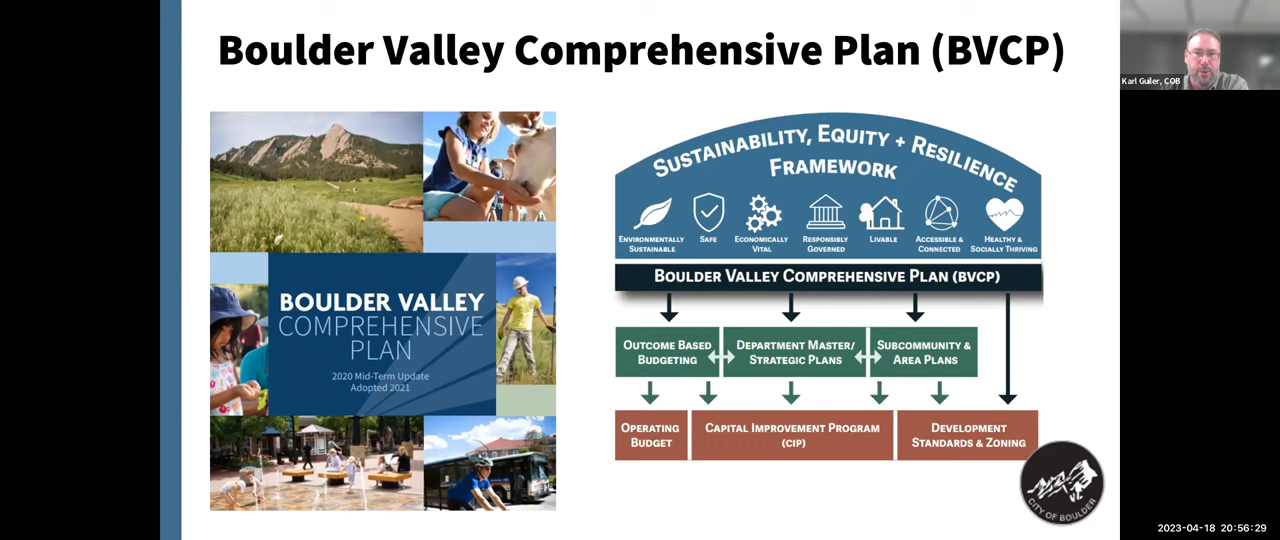 Boulder Valley Comprehensive Plan (BVCP)
Karl Guiler, COB
SUSTAINABILITY, EQUITY + RESILIENCE
FRAMEWORK
ENVIRONMENTALLY
SUSTAINABLE
SAFE
ECONOMICALLY
VITAL
RESPONSIBLY
GOVERNED
LIVABLE
ACCESSIBLE &
CONNECTED
HEALTHY &
SOCIALLY THRIVING
BOULDER VALLEY COMPREHENSIVE PLAN (BVCP)
BOULDER VALLEY
COMPREHENSIVE
PLAN
2020 Mid-Term Update
Adopted 2021
OUTCOME BASED
BUDGETING
DEPARTMENT MASTER/
STRATEGIC PLANS
SUBCOMMUNITY &
AREA PLANS
OPERATING
BUDGET
CAPITAL IMPROVEMENT PROGRAM
(CIP)
DEVELOPMENT
STANDARDS & ZONING
CITY OF BOULDER
2023-04-18 20:56:29